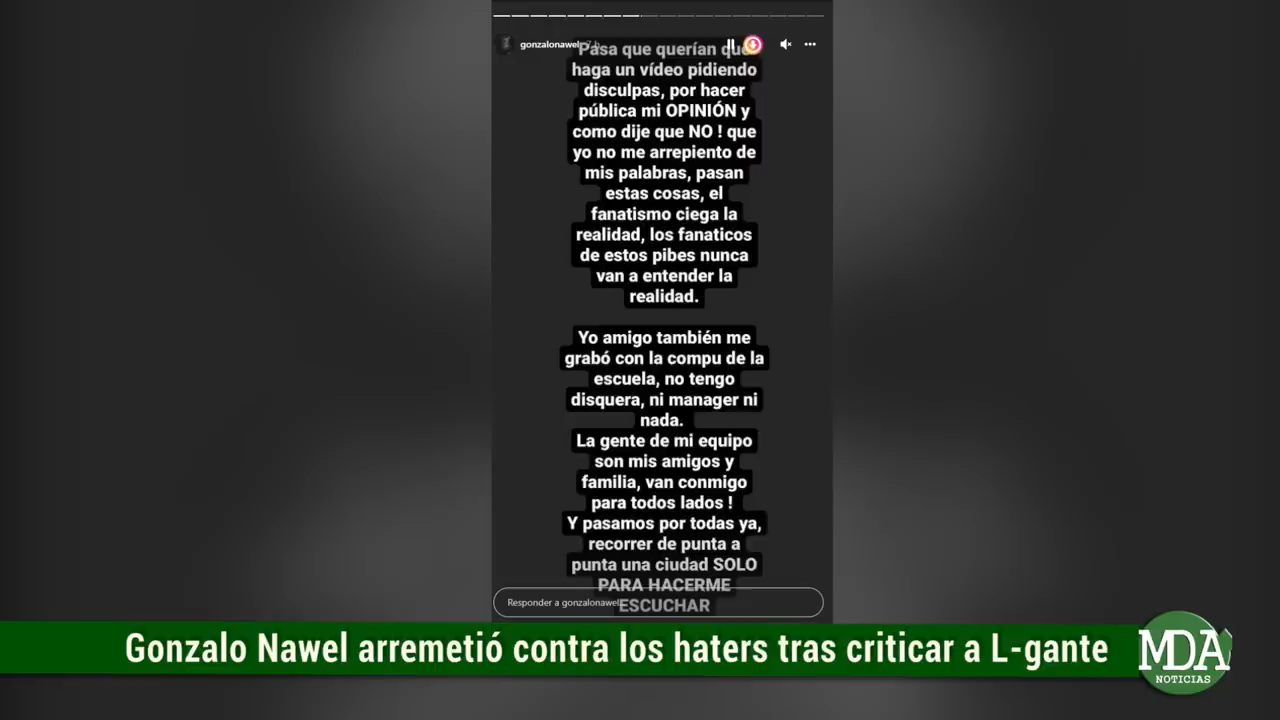 gonzalonawel 7 h
Pasa que querían que
haga un vídeo pidiendo
disculpas, por hacer
pública mi OPINIÓN y
como dije que NO ! que
yo no me arrepiento de
mis palabras, pasan
estas cosas, el
fanatismo ciega la
realidad, los fanaticos
de estos pibes nunca
van a entender la
realidad.
Yo amigo también me
grabó con la compu de la
escuela, no tengo
disquera, ni manager ni
nada.
La gente de mi equipo
son mis amigos y
familia, van conmigo
para todos lados !
Y pasamos por todas ya,
recorrer de punta a
punta una ciudad SOLO
PARA HACERME
Responder a gonzalonawel
ESCUCHAR
Gonzalo Nawel arremetió contra los haters tras criticar a L-gante
MDA
NOTICIAS